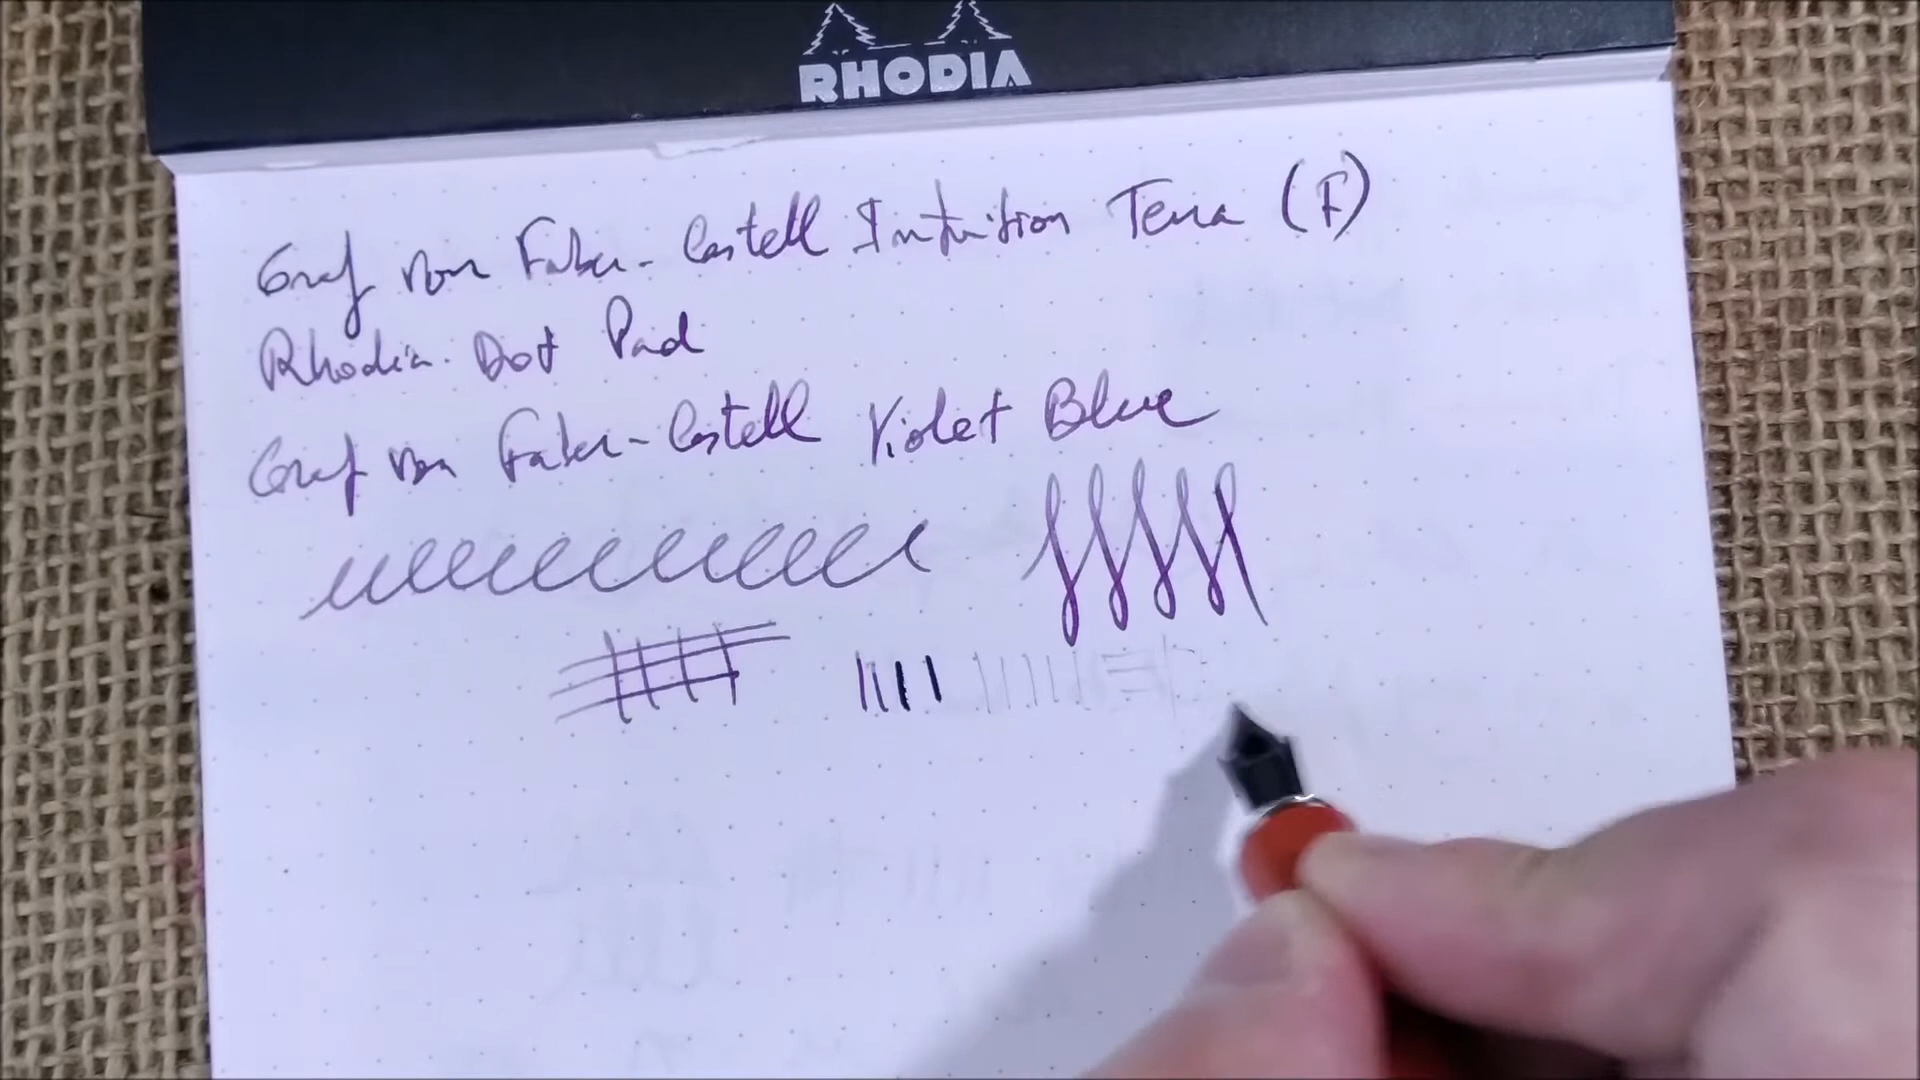 RHODIA
Graf von Faber-Castell Intuition Terra (F)
Rhodia Dot Pad
Graf von Faber-Castell Violet Blue